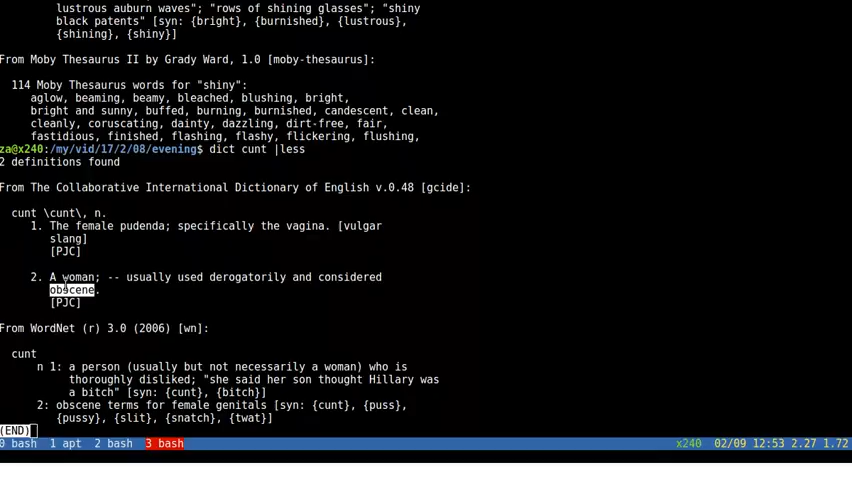 lustrous auburn waves"; "rows of shining glasses"; "shiny
black patents" [syn: {bright}, {burnished}, {lustrous},
{shining}, {shiny}]
From Moby Thesaurus II by Grady Ward, 1.0 [moby-thesaurus]:
114 Moby Thesaurus words for "shiny":
aglow, beaming, beamy, bleached, blushing, bright,
bright and sunny, buffed, burning, burnished, candescent, clean,
cleanly, coruscating, dainty, dazzling, dirt-free, fair,
fastidious, finished, flashing, flashy, flickering, flushing,
za@x240:/my/vid/17/2/08/evening$ dict cunt |less
2 definitions found
From The Collaborative International Dictionary of English v.0.48 [gcide]:
cunt \cunt\, n.
1. The female pudenda; specifically the vagina. [vulgar
slang]
[PJC]
2. A woman; -- usually used derogatorily and considered
obscene.
[PJC]
From WordNet (r) 3.0 (2006) [wn]:
cunt
n 1: a person (usually but not necessarily a woman) who is
thoroughly disliked; "she said her son thought Hillary was
a bitch" [syn: {cunt}, {bitch}]
2: obscene terms for female genitals [syn: {cunt}, {puss},
{pussy}, {slit}, {snatch}, {twat}]
(END)
0 bash 1 apt 2 bash 3 bash x240 02/09 12:53 2.27 1.72